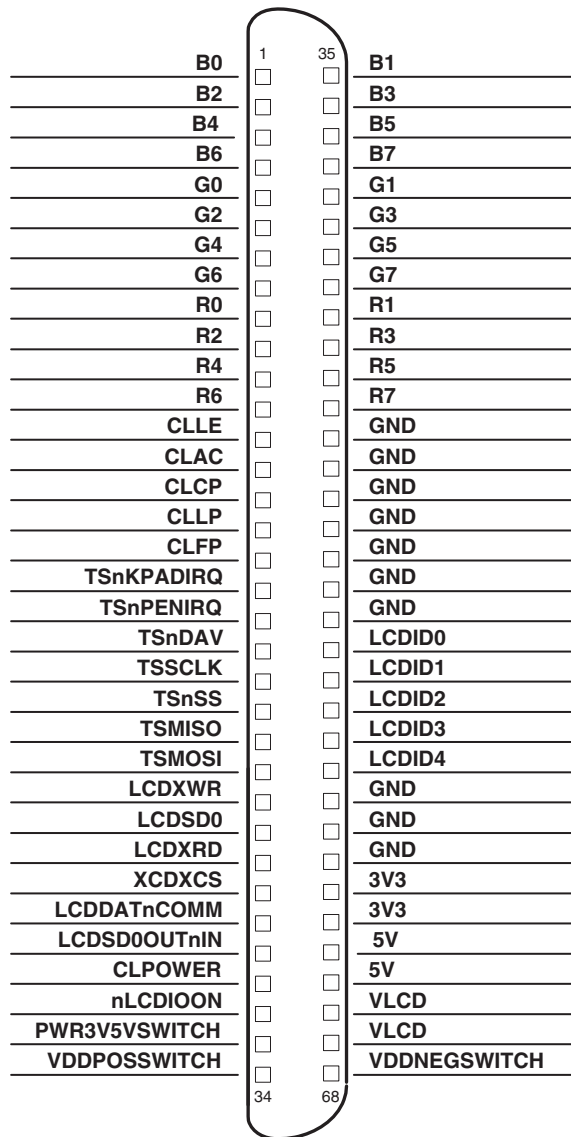 1 35
B0 B1
B2 B3
B4 B5
B6 B7
G0 G1
G2 G3
G4 G5
G6 G7
R0 R1
R2 R3
R4 R5
R6 R7
CLLE GND
CLAC GND
CLCP GND
CLLP GND
CLFP GND
TSnKPADIRQ GND
TSnPENIRQ GND
TSnDAV LCDID0
TSSCLK LCDID1
TSnSS LCDID2
TSMISO LCDID3
TSMOSI LCDID4
LCDXWR GND
LCDSD0 GND
LCDXRD GND
XCDXCS 3V3
LCDDATnCOMM 3V3
LCDSD0OUTnIN 5V
CLPOWER 5V
nLCDIOON VLCD
PWR3V5VSWITCH VLCD
VDDPOSSWITCH VDDNEGSWITCH
34 68